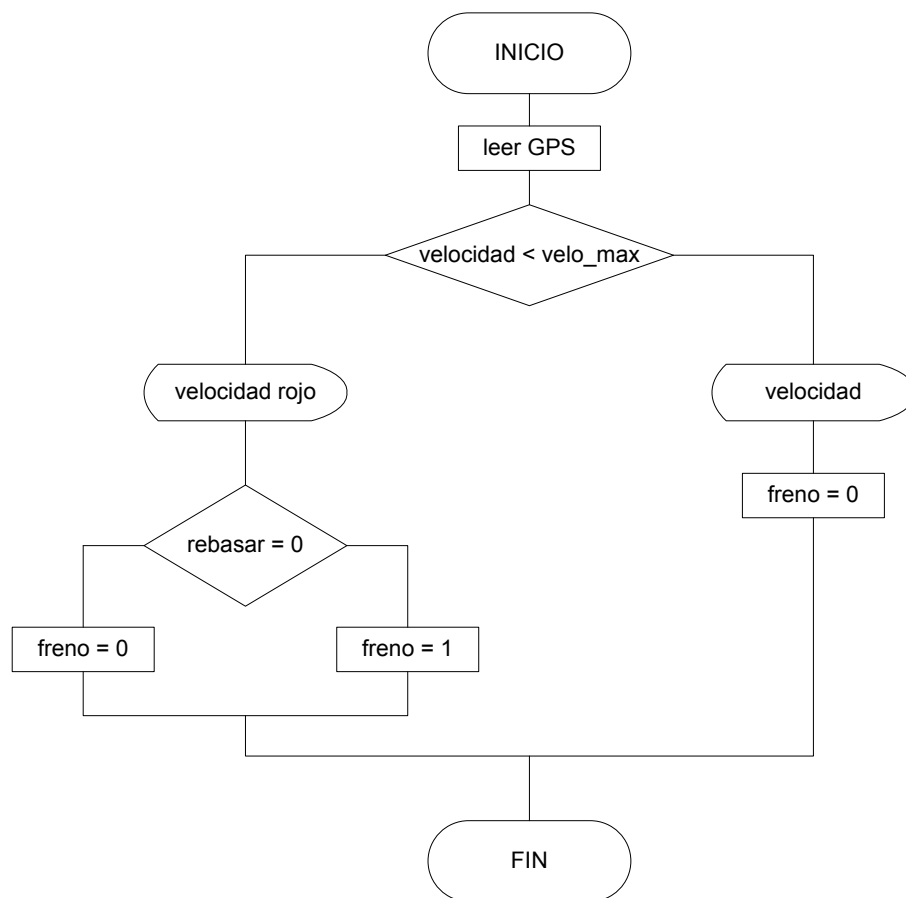 INICIO
leer GPS
velocidad < velo_max
velocidad rojo
velocidad
freno = 0
rebasar = 0
freno = 0
freno = 1
FIN